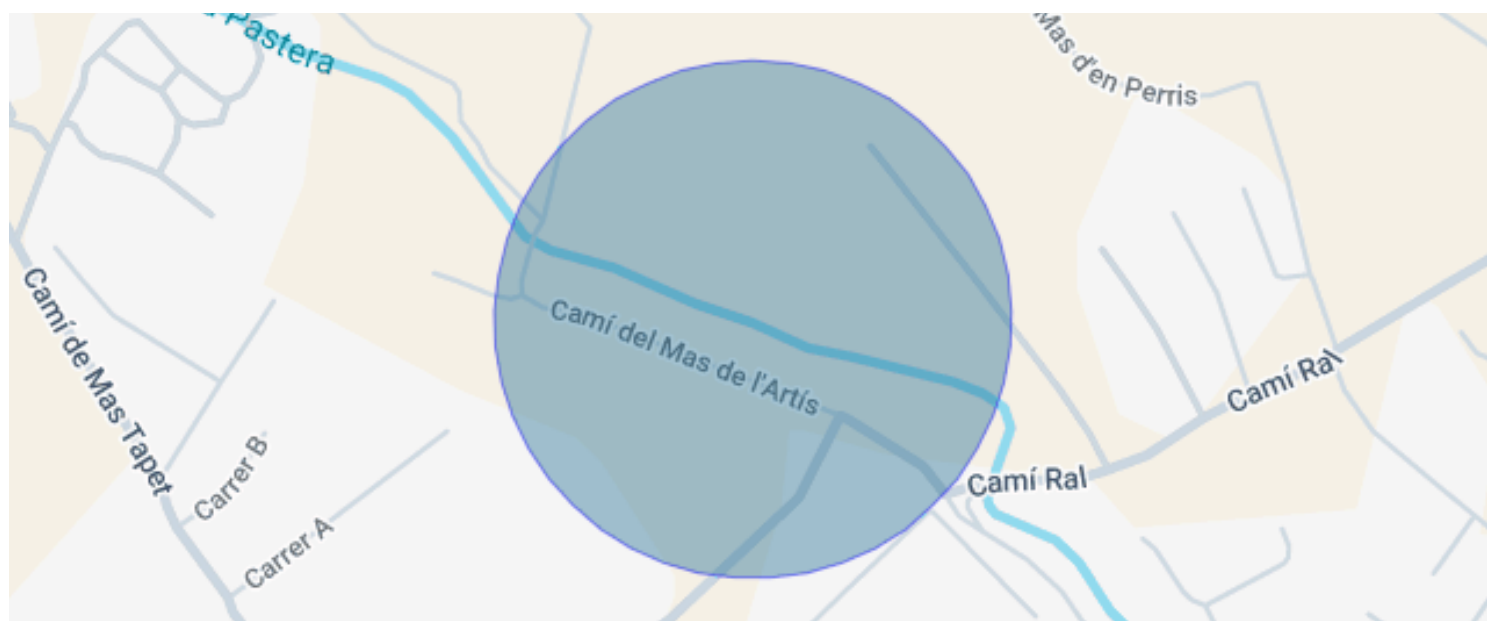 Pastera
Mas d'en Perris
Camí de Mas Tapet
Camí del Mas de l'Artís
Camí Ral
Camí Ral
Carrer B
Carrer A